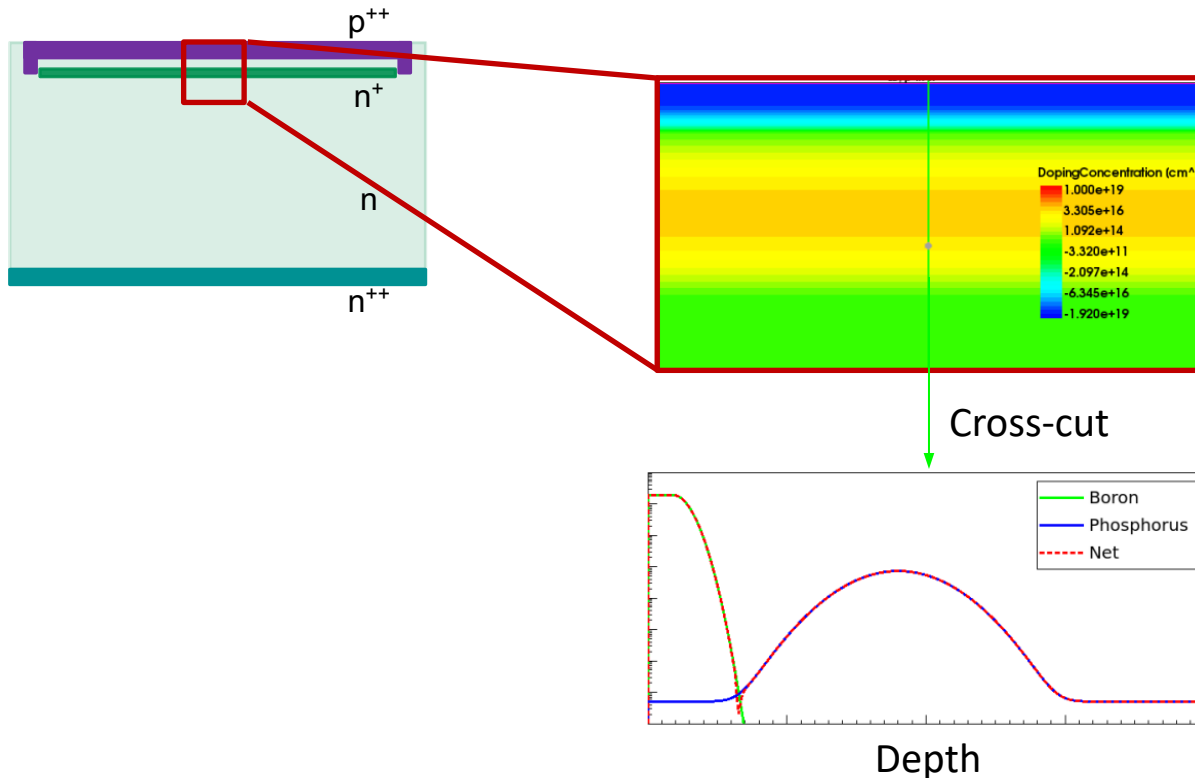 p++
n+
n
n++
DopingConcentration (cm^
1.000e+19
3.305e+16
1.092e+14
-3.320e+11
-2.097e+14
-6.345e+16
-1.920e+19
Cross-cut
Boron
Phosphorus
Net
Depth